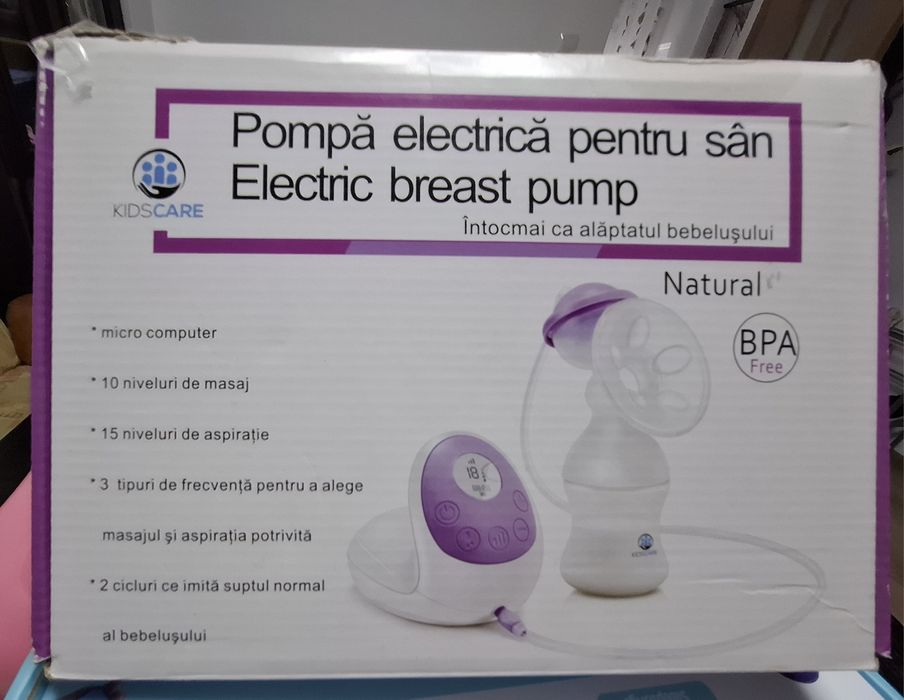 Pompă electrică pentru sân
Electric breast pump
KIDSCARE
Întocmai ca alăptatul bebelușului
Natural
BPA
Free
* micro computer
* 10 niveluri de masaj
* 15 niveluri de aspirație
* 3 tipuri de frecvență pentru a alege
masajul și aspirația potrivită
* 2 cicluri ce imită suptul normal
al bebelușului
18
KIDSCARE